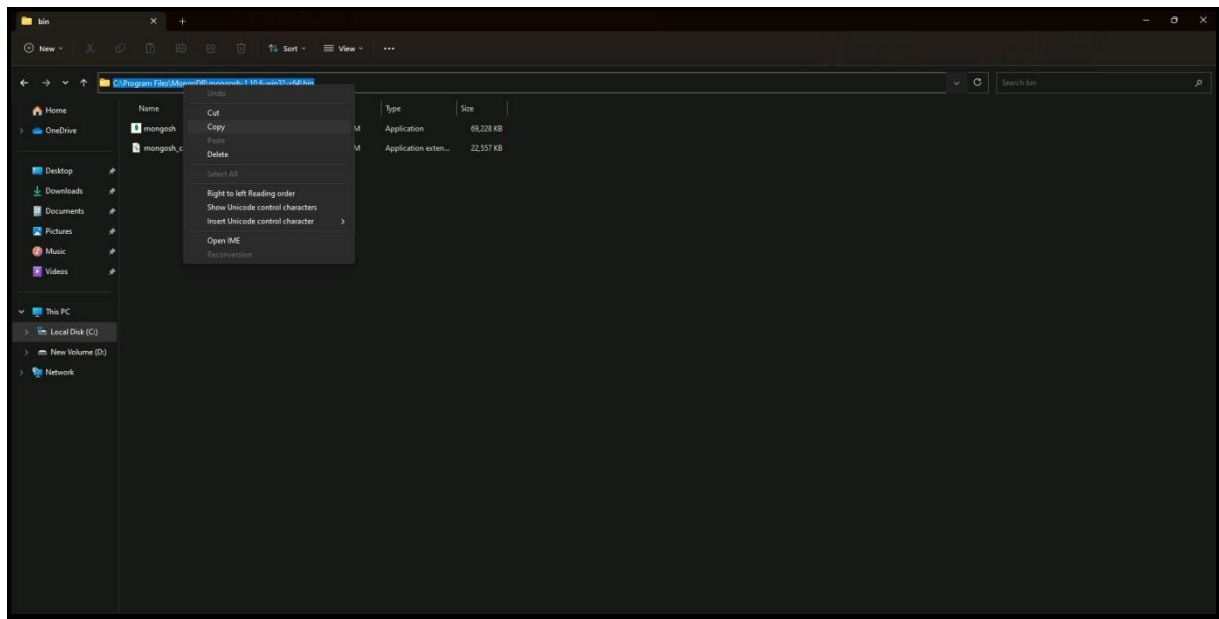 bin
New
Sort
View
C:\Program Files\MongoDB\mongosh-1.10.6-win32-x64\bin
Search bin
Undo
Cut
Copy
Paste
Delete
Select All
Right to left Reading order
Show Unicode control characters
Insert Unicode control character
Open IME
Reconversion
Home
OneDrive
Desktop
Downloads
Documents
Pictures
Music
Videos
This PC
Local Disk (C:)
New Volume (D:)
Network
Name Type Size
mongosh M Application 69,228 KB
mongosh_c M Application exten... 22,557 KB